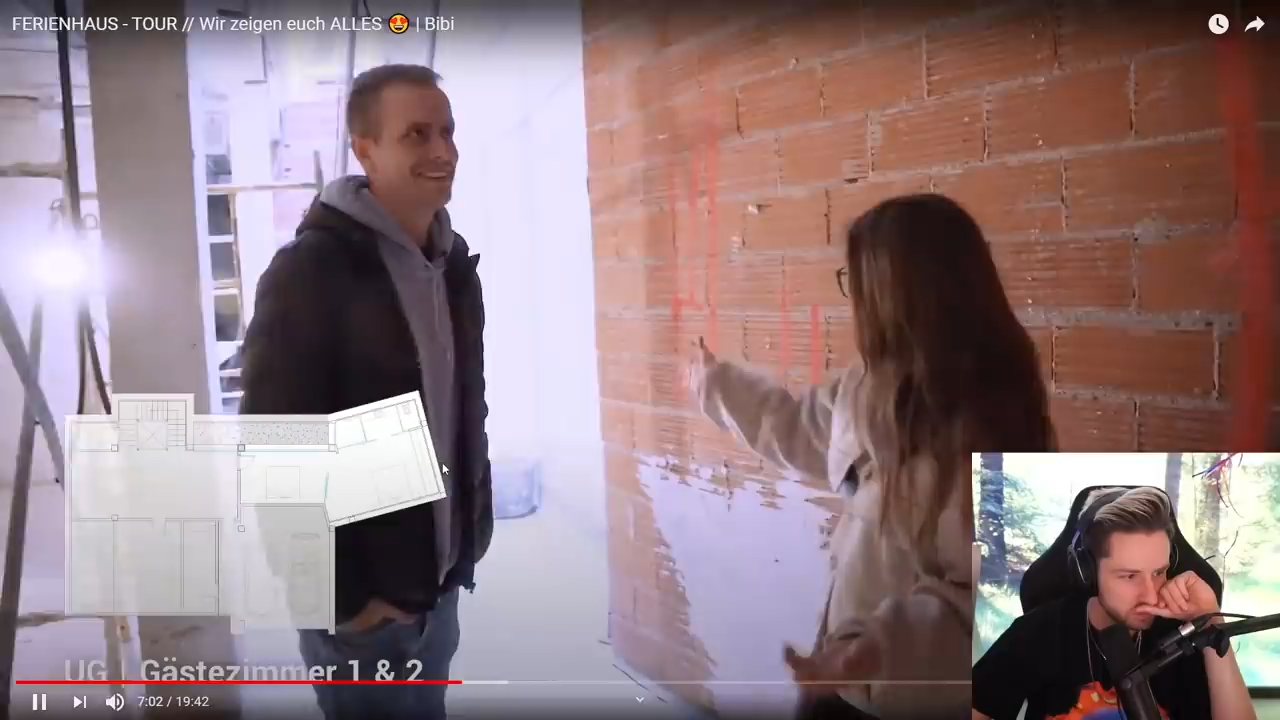 FERIENHAUS - TOUR // Wir zeigen euch ALLES 😍 | Bibi
UG | Gästezimmer 1 & 2
7:02 / 19:42